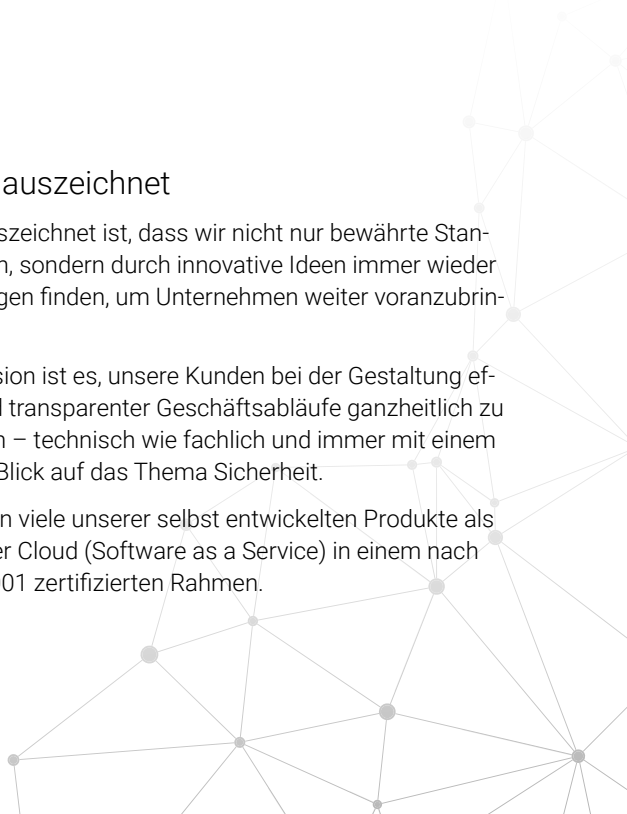 auszeichnet
szeichnet ist, dass wir nicht nur bewährte Stan-
n, sondern durch innovative Ideen immer wieder
gen finden, um Unternehmen weiter voranzubrin-
sion ist es, unsere Kunden bei der Gestaltung ef-
transparenter Geschäftsabläufe ganzheitlich zu
n – technisch wie fachlich und immer mit einem
Blick auf das Thema Sicherheit.
n viele unserer selbst entwickelten Produkte als
er Cloud (Software as a Service) in einem nach
01 zertifizierten Rahmen.